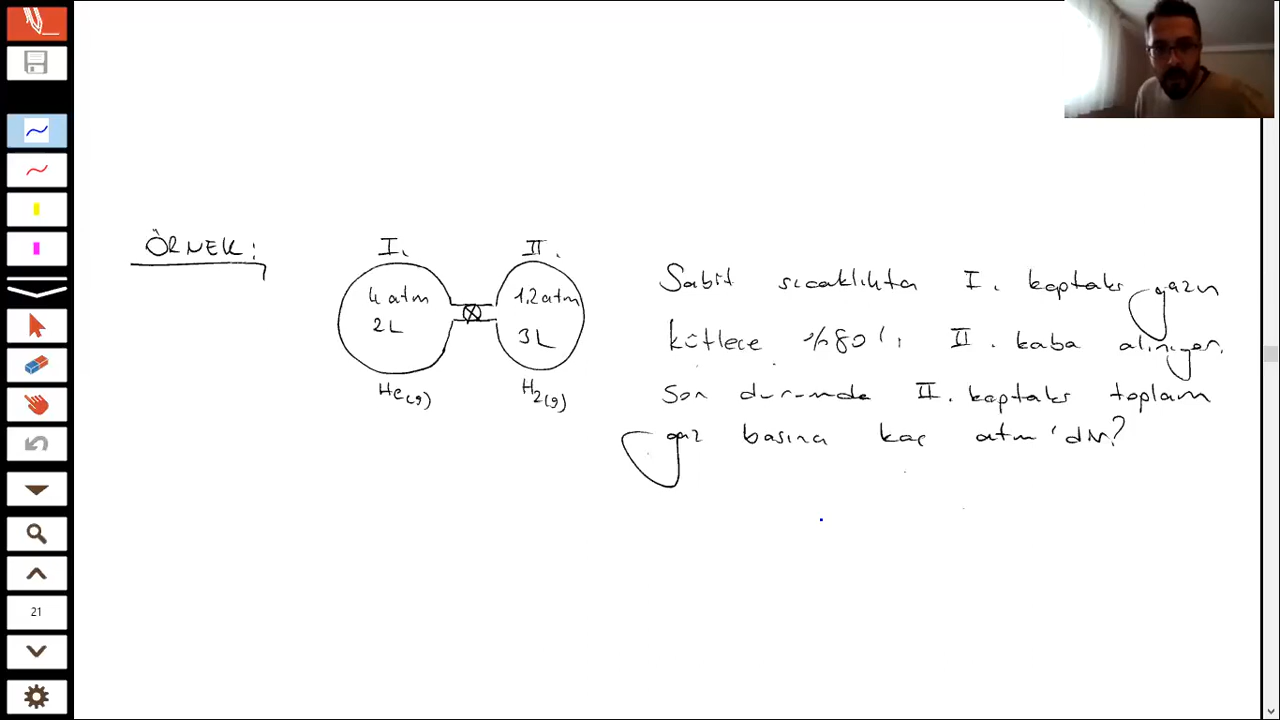 ÖRNEK:
I. II.
4 atm 1,2 atm
2L 3L
He(g) H2(g)
Sabit sıcaklıkta I. kaptaki gazın
kütlece %80'i II. kaba alınıyor.
Son durumda II. kaptaki toplam
gaz basıncı kaç atm'dir?
21